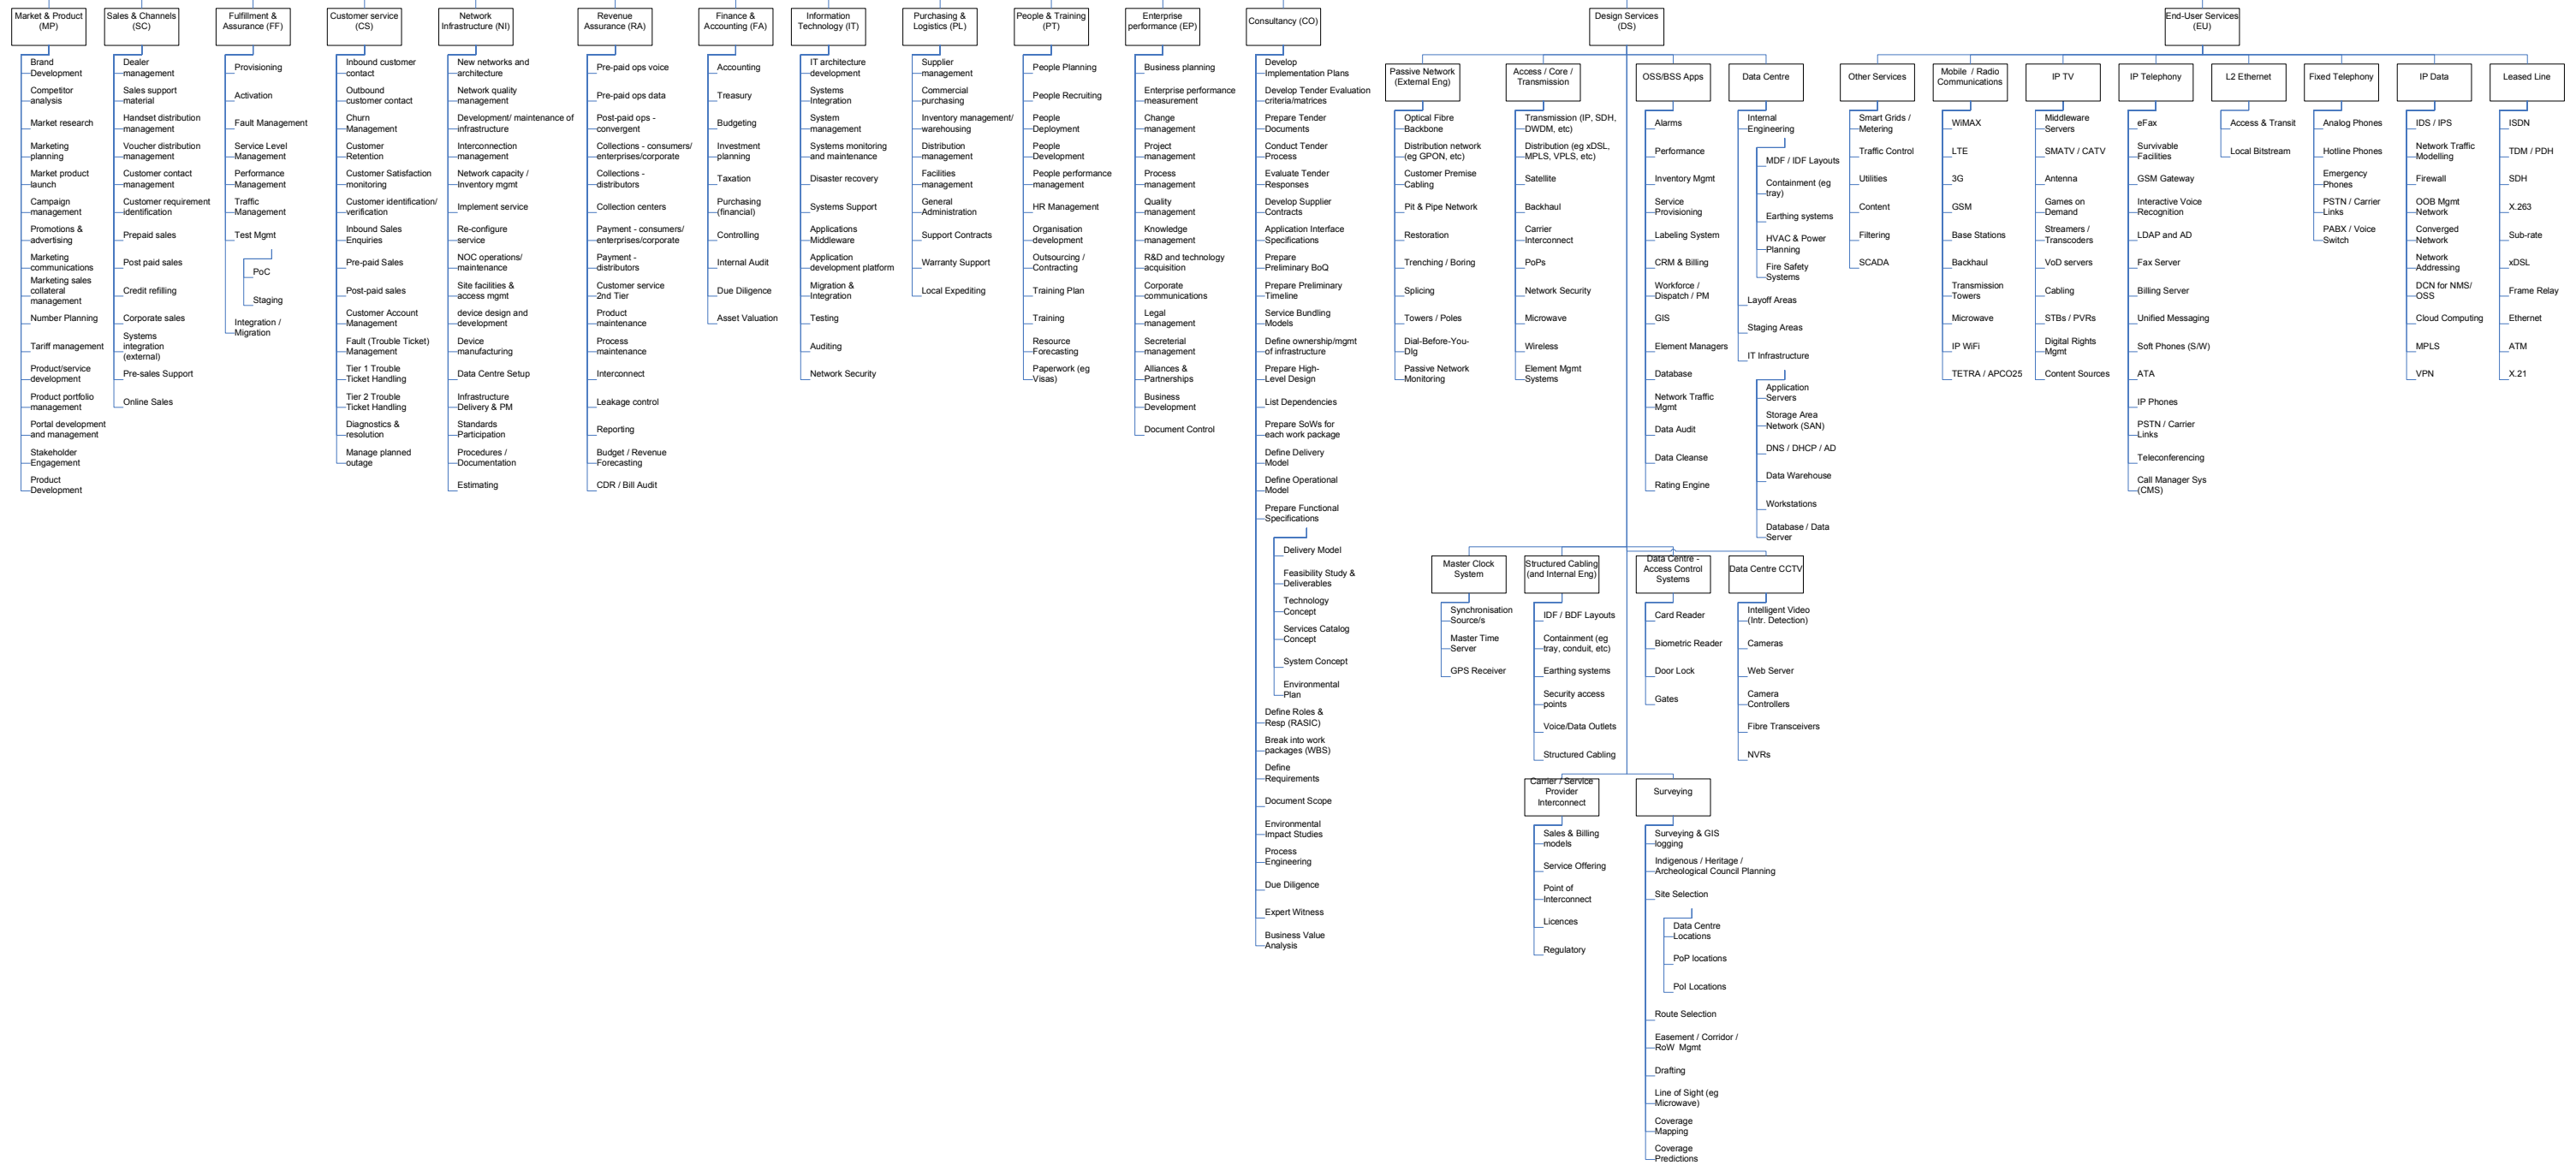 Market & Product
(MP)
Brand
Development
Competitor
analysis
Market research
Marketing
planning
Market product
launch
Campaign
management
Promotions &
advertising
Marketing
communications
Marketing sales
collateral
management
Number Planning
Tariff management
Product/service
development
Product portfolio
management
Portal development
and management
Stakeholder
Engagement
Product
Development
Sales & Channels
(SC)
Dealer
management
Sales support
material
Handset distribution
management
Voucher distribution
management
Customer contact
management
Customer requirement
identification
Prepaid sales
Post paid sales
Credit refilling
Corporate sales
Systems
integration
(external)
Pre-sales Support
Online Sales
Fulfillment &
Assurance (FF)
Provisioning
Activation
Fault Management
Service Level
Management
Performance
Management
Traffic
Management
Test Mgmt
PoC
Staging
Integration /
Migration
Customer service
(CS)
Inbound customer
contact
Outbound
customer contact
Churn
Management
Customer
Retention
Customer Satisfaction
monitoring
Customer identification/
verification
Inbound Sales
Enquiries
Pre-paid Sales
Post-paid sales
Customer Account
Management
Fault (Trouble Ticket)
Management
Tier 1 Trouble
Ticket Handling
Tier 2 Trouble
Ticket Handling
Diagnostics &
resolution
Manage planned
outage
Network
Infrastructure (NI)
New networks and
architecture
Network quality
management
Development/ maintenance of
infrastructure
Interconnection
management
Network capacity /
Inventory mgmt
Implement service
Re-configure
service
NOC operations/
maintenance
Site facilities &
access mgmt
device design and
development
Device
manufacturing
Data Centre Setup
Infrastructure
Delivery & PM
Standards
Participation
Procedures /
Documentation
Estimating
Revenue
Assurance (RA)
Pre-paid ops voice
Pre-paid ops data
Post-paid ops -
convergent
Collections - consumers/
enterprises/corporate
Collections -
distributors
Collection centers
Payment - consumers/
enterprises/corporate
Payment -
distributors
Customer service
2nd Tier
Product
maintenance
Process
maintenance
Interconnect
Leakage control
Reporting
Budget / Revenue
Forecasting
CDR / Bill Audit
Finance &
Accounting (FA)
Accounting
Treasury
Budgeting
Investment
planning
Taxation
Purchasing
(financial)
Controlling
Internal Audit
Due Diligence
Asset Valuation
Information
Technology (IT)
IT architecture
development
Systems
Integration
System
management
Systems monitoring
and maintenance
Disaster recovery
Systems Support
Applications
Middleware
Application
development platform
Migration &
Integration
Testing
Auditing
Network Security
Purchasing &
Logistics (PL)
Supplier
management
Commercial
purchasing
Inventory management/
warehousing
Distribution
management
Facilities
management
General
Administration
Support Contracts
Warranty Support
Local Expediting
People & Training
(PT)
People Planning
People Recruiting
People
Deployment
People
Development
People performance
management
HR Management
Organisation
development
Outsourcing /
Contracting
Training Plan
Training
Resource
Forecasting
Paperwork (eg
Visas)
Enterprise
performance (EP)
Business planning
Enterprise performance
measurement
Change
management
Project
management
Process
management
Quality
management
Knowledge
management
R&D and technology
acquisition
Corporate
communications
Legal
management
Secreterial
management
Alliances &
Partnerships
Business
Development
Document Control
Consultancy (CO)
Develop
Implementation Plans
Develop Tender Evaluation
criteria/matrices
Prepare Tender
Documents
Conduct Tender
Process
Evaluate Tender
Responses
Develop Supplier
Contracts
Application Interface
Specifications
Prepare
Preliminary BoQ
Prepare Preliminary
Timeline
Service Bundling
Models
Define ownership/mgmt
of infrastructure
Prepare High-
Level Design
List Dependencies
Prepare SoWs for
each work package
Define Delivery
Model
Define Operational
Model
Prepare Functional
Specifications
Delivery Model
Feasibility Study &
Deliverables
Technology
Concept
Services Catalog
Concept
System Concept
Environmental
Plan
Define Roles &
Resp (RASIC)
Break into work
packages (WBS)
Define
Requirements
Document Scope
Environmental
Impact Studies
Process
Engineering
Due Diligence
Expert Witness
Business Value
Analysis
Design Services
(DS)
Passive Network
(External Eng)
Optical Fibre
Backbone
Distribution network
(eg GPON, etc)
Customer Premise
Cabling
Pit & Pipe Network
Restoration
Trenching / Boring
Splicing
Towers / Poles
Dial-Before-You-
DIg
Passive Network
Monitoring
Access / Core /
Transmission
Transmission (IP, SDH,
DWDM, etc)
Distribution (eg xDSL,
MPLS, VPLS, etc)
Satellite
Backhaul
Carrier
Interconnect
PoPs
Network Security
Microwave
Wireless
Element Mgmt
Systems
OSS/BSS Apps
Alarms
Performance
Inventory Mgmt
Service
Provisioning
Labeling System
CRM & Billing
Workforce /
Dispatch / PM
GIS
Element Managers
Database
Network Traffic
Mgmt
Data Audit
Data Cleanse
Rating Engine
Data Centre
Internal
Engineering
MDF / IDF Layouts
Containment (eg
tray)
Earthing systems
HVAC & Power
Planning
Fire Safety
Systems
Layoff Areas
Staging Areas
IT Infrastructure
Application
Servers
Storage Area
Network (SAN)
DNS / DHCP / AD
Data Warehouse
Workstations
Database / Data
Server
Master Clock
System
Synchronisation
Source/s
Master Time
Server
GPS Receiver
Structured Cabling
(and Internal Eng)
IDF / BDF Layouts
Containment (eg
tray, conduit, etc)
Earthing systems
Security access
points
Voice/Data Outlets
Structured Cabling
Data Centre -
Access Control
Systems
Card Reader
Biometric Reader
Door Lock
Gates
Data Centre CCTV
Intelligent Video
(Intr. Detection)
Cameras
Web Server
Camera
Controllers
Fibre Transceivers
NVRs
Carrier / Service
Provider
Interconnect
Sales & Billing
models
Service Offering
Point of
Interconnect
Licences
Regulatory
Surveying
Surveying & GIS
logging
Indigenous / Heritage /
Archeological Council Planning
Site Selection
Data Centre
Locations
PoP locations
PoI Locations
Route Selection
Easement / Corridor /
RoW Mgmt
Drafting
Line of Sight (eg
Microwave)
Coverage
Mapping
Coverage
Predictions
End-User Services
(EU)
Other Services
Smart Grids /
Metering
Traffic Control
Utilities
Content
Filtering
SCADA
Mobile / Radio
Communications
WiMAX
LTE
3G
GSM
Base Stations
Backhaul
Transmission
Towers
Microwave
IP WiFi
TETRA / APCO25
IP TV
Middleware
Servers
SMATV / CATV
Antenna
Games on
Demand
Streamers /
Transcoders
VoD servers
Cabling
STBs / PVRs
Digital Rights
Mgmt
Content Sources
IP Telephony
eFax
Survivable
Facilities
GSM Gateway
Interactive Voice
Recognition
LDAP and AD
Fax Server
Billing Server
Unified Messaging
Soft Phones (S/W)
ATA
IP Phones
PSTN / Carrier
Links
Teleconferencing
Call Manager Sys
(CMS)
L2 Ethernet
Access & Transit
Local Bitstream
Fixed Telephony
Analog Phones
Hotline Phones
Emergency
Phones
PSTN / Carrier
Links
PABX / Voice
Switch
IP Data
IDS / IPS
Network Traffic
Modelling
Firewall
OOB Mgmt
Network
Converged
Network
Network
Addressing
DCN for NMS/
OSS
Cloud Computing
MPLS
VPN
Leased Line
ISDN
TDM / PDH
SDH
X.263
Sub-rate
xDSL
Frame Relay
Ethernet
ATM
X.21